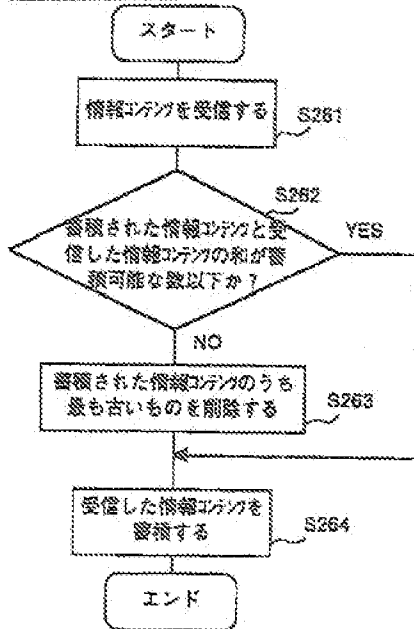 スタート
情報コンテンツを受信する
S261
S262
蓄積された情報コンテンツと受
信した情報コンテンツの和が蓄
積可能な数以下か？
YES
NO
蓄積された情報コンテンツのうち
最も古いものを削除する
S263
受信した情報コンテンツを
蓄積する
S264
エンド